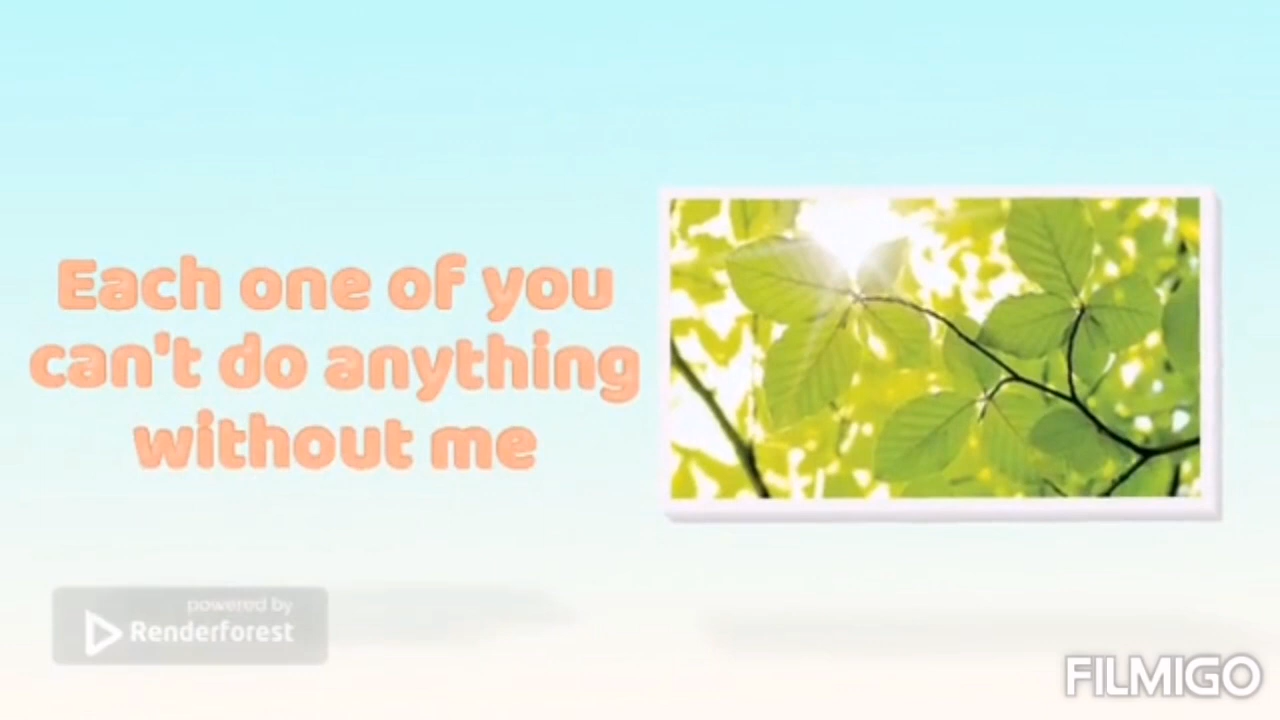 Each one of you
can't do anything
without me
powered by
Renderforest
FILMIGO